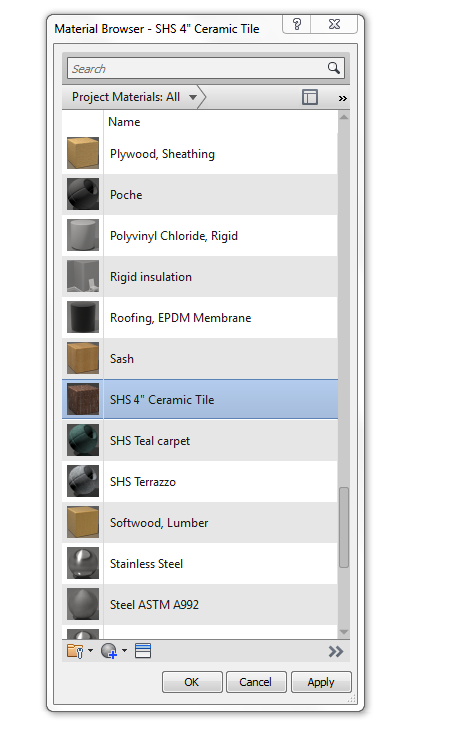 Material Browser - SHS 4" Ceramic Tile
Search
Project Materials: All
Name
Plywood, Sheathing
Poche
Polyvinyl Chloride, Rigid
Rigid insulation
Roofing, EPDM Membrane
Sash
SHS 4" Ceramic Tile
SHS Teal carpet
SHS Terrazzo
Softwood, Lumber
Stainless Steel
Steel ASTM A992
OK Cancel Apply